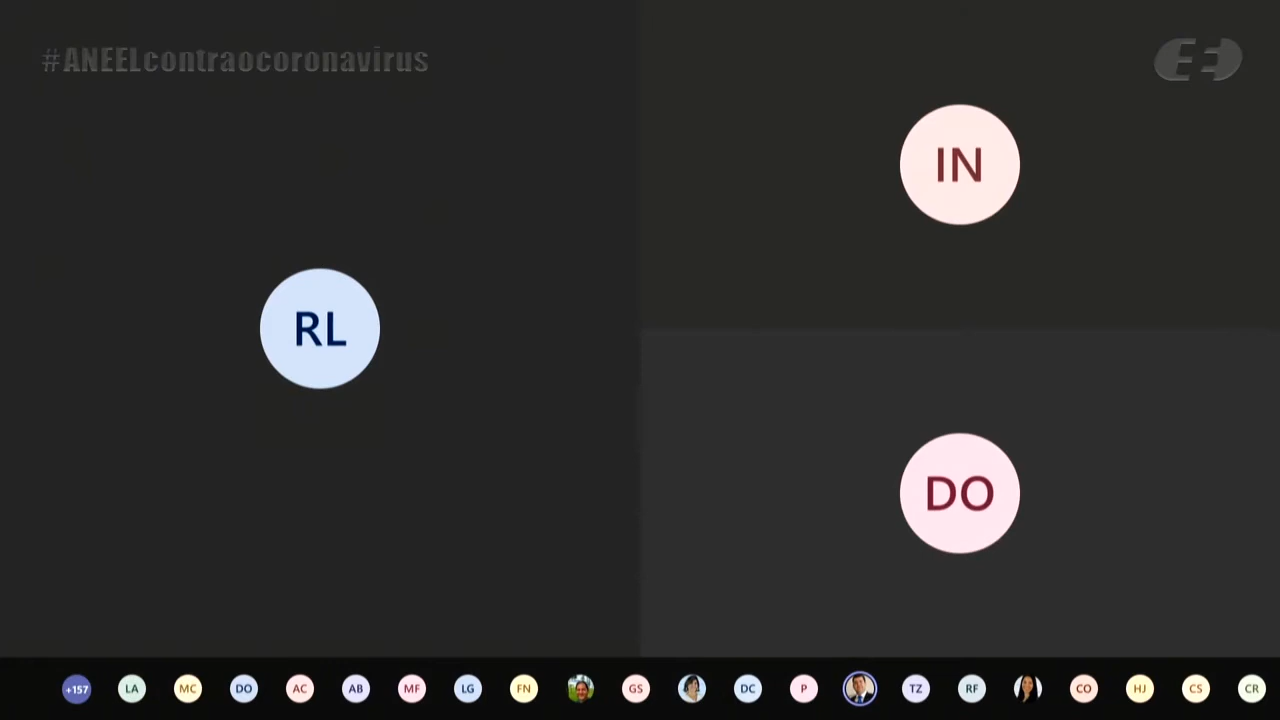 #ANEELcontraocoronavirus
IN
RL
DO
+157 LA MC DO AC AB MF LG FN GS DC P TZ RF CO HJ CS CR